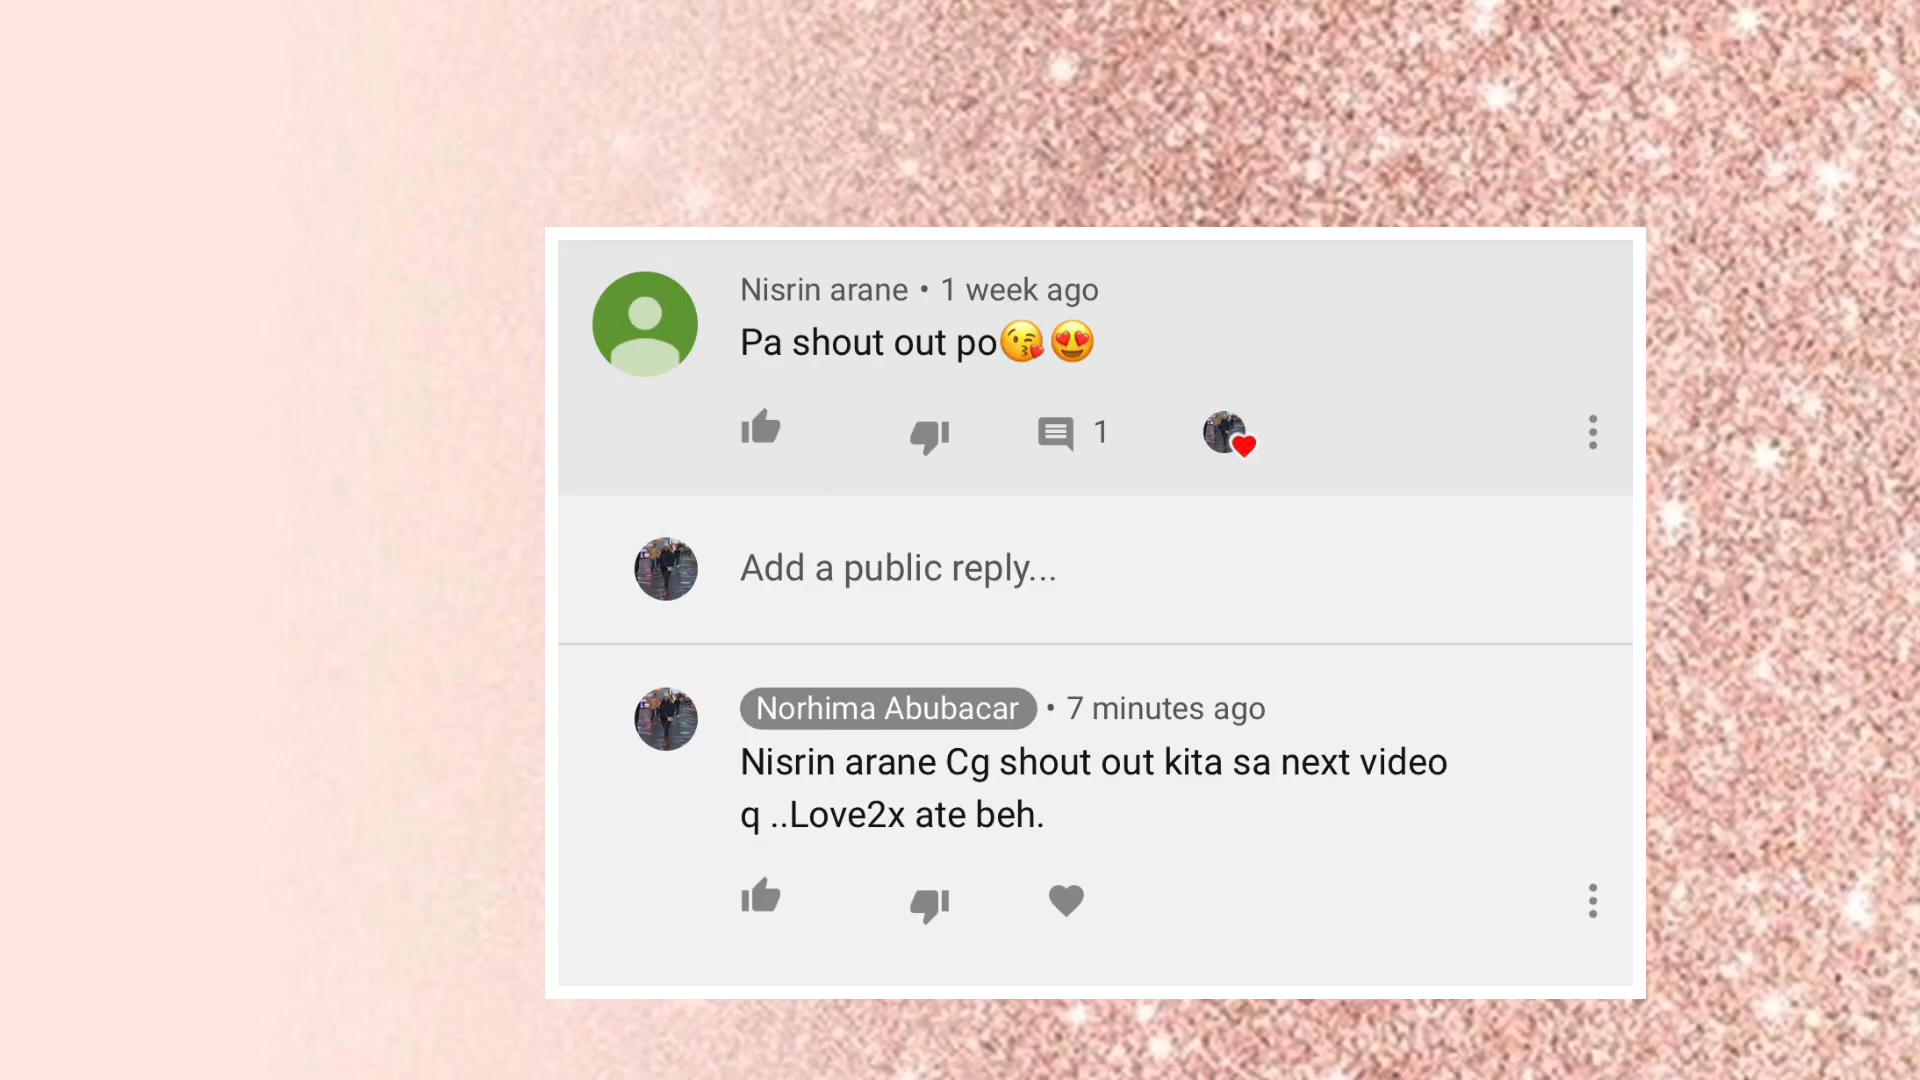 Nisrin arane • 1 week ago
Pa shout out po😘😍
1
Add a public reply...
Norhima Abubacar • 7 minutes ago
Nisrin arane Cg shout out kita sa next video
q ..Love2x ate beh.